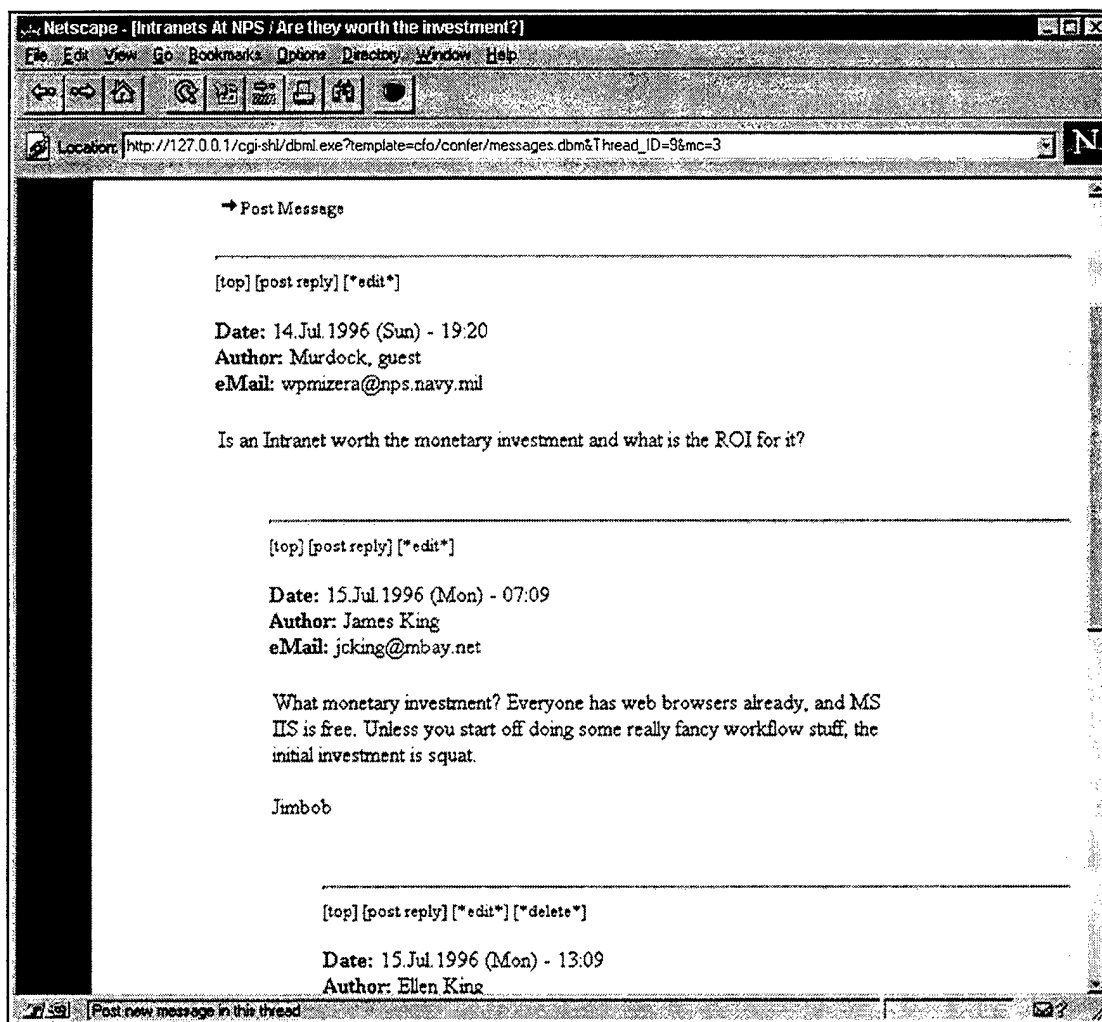 Netscape - [Intranets At NPS / Are they worth the investment?]
File Edit View Go Bookmarks Options Directory Window Help
Location: http://127.0.0.1/cgi-shl/dbml.exe?template=cfo/confer/messages.dbm&Thread_ID=9&mc=3
N
Post Message
[top] [post reply] [*edit*]
Date: 14.Jul.1996 (Sun) - 19:20
Author: Murdock, guest
eMail: wpmizera@nps.navy.mil
Is an Intranet worth the monetary investment and what is the ROI for it?
[top] [post reply] [*edit*]
Date: 15.Jul.1996 (Mon) - 07:09
Author: James King
eMail: jcking@mbay.net
What monetary investment? Everyone has web browsers already, and MS
IIS is free. Unless you start off doing some really fancy workflow stuff, the
initial investment is squat.
Jimbob
[top] [post reply] [*edit*] [*delete*]
Date: 15.Jul.1996 (Mon) - 13:09
Author: Ellen King
Post new message in this thread